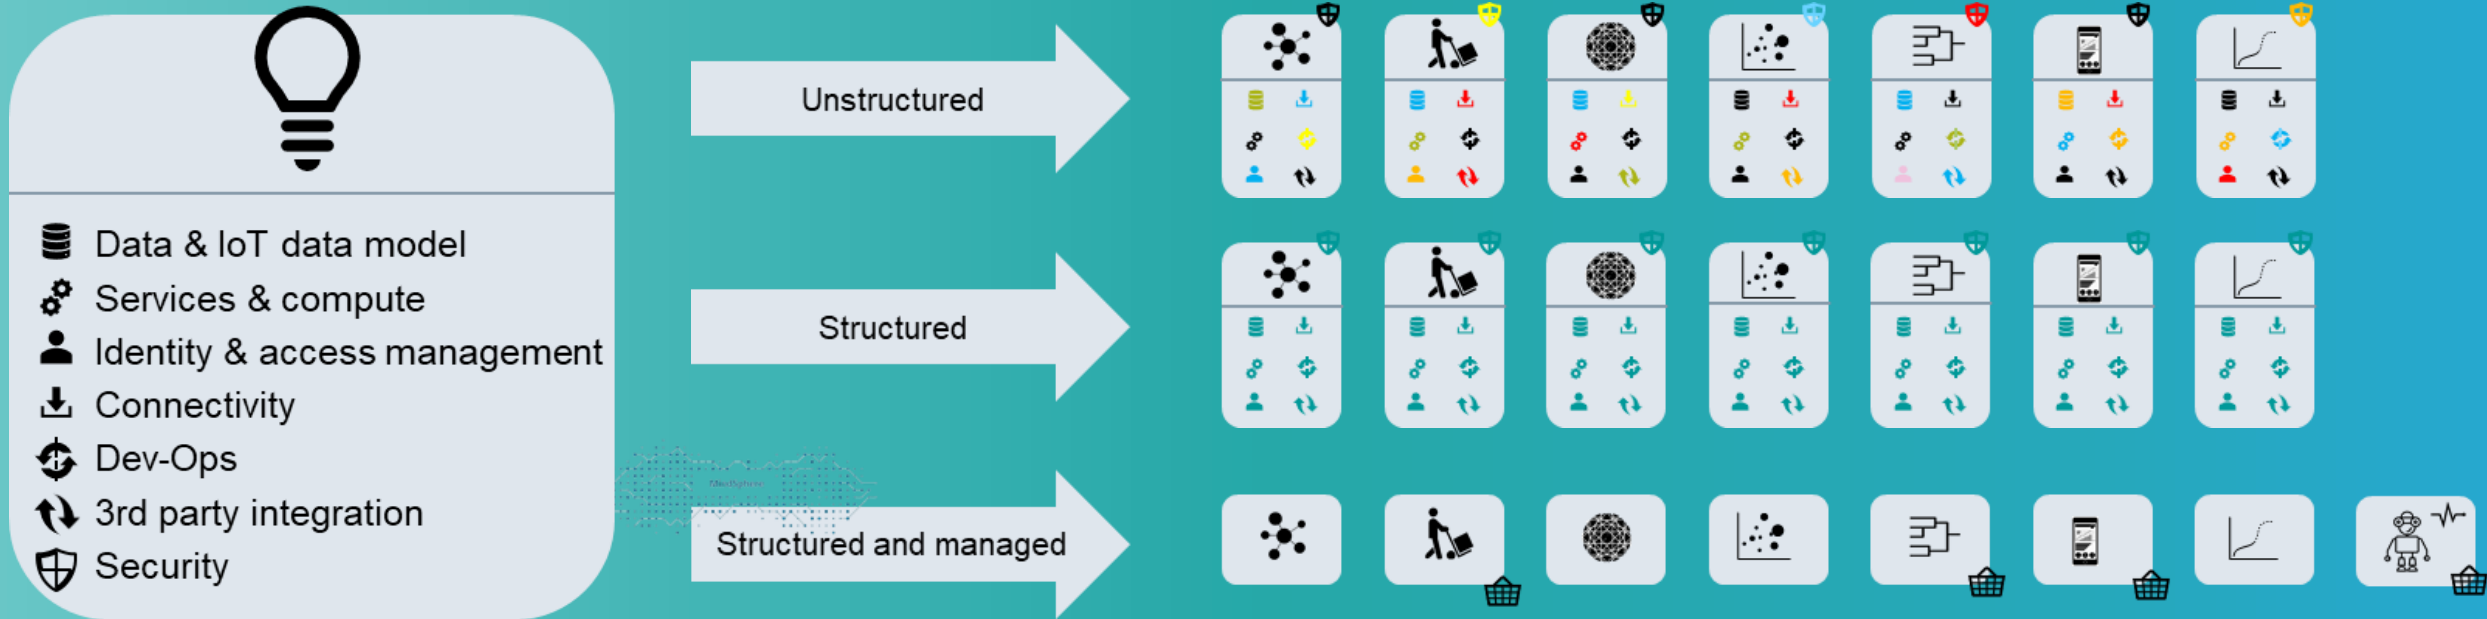 Data & IoT data model
Services & compute
Identity & access management
Connectivity
Dev-Ops
3rd party integration
Security
Unstructured
Structured
MindSphere
Structured and managed